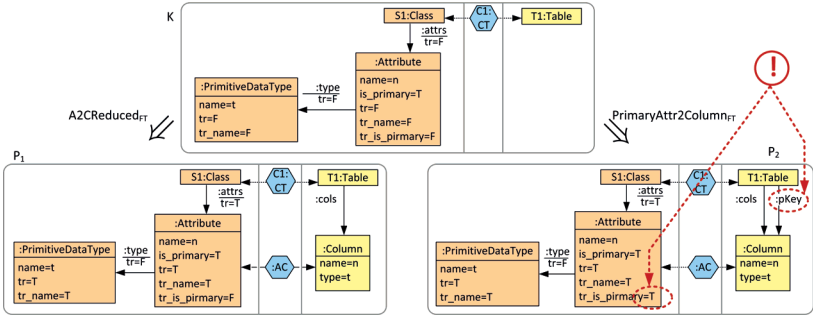 K
S1:Class
C1:
CT
T1:Table
:attrs
tr=F
:Attribute
name=n
is_primary=T
tr=F
tr_name=F
tr_is_pirmary=F
:type
tr=F
:PrimitiveDataType
name=t
tr=F
tr_name=F
!
A2CReducedFT
PrimaryAttr2ColumnFT
P1
S1:Class
C1:
CT
T1:Table
:attrs
tr=T
:cols
:Attribute
name=n
is_primary=T
tr=T
tr_name=T
tr_is_pirmary=F
:type
tr=F
:PrimitiveDataType
name=t
tr=T
tr_name=T
:AC
:Column
name=n
type=t
P2
S1:Class
C1:
CT
T1:Table
:attrs
tr=T
:cols
:pKey
:Attribute
name=n
is_primary=T
tr=T
tr_name=T
tr_is_pirmary=T
:type
tr=F
:PrimitiveDataType
name=t
tr=T
tr_name=T
:AC
:Column
name=n
type=t